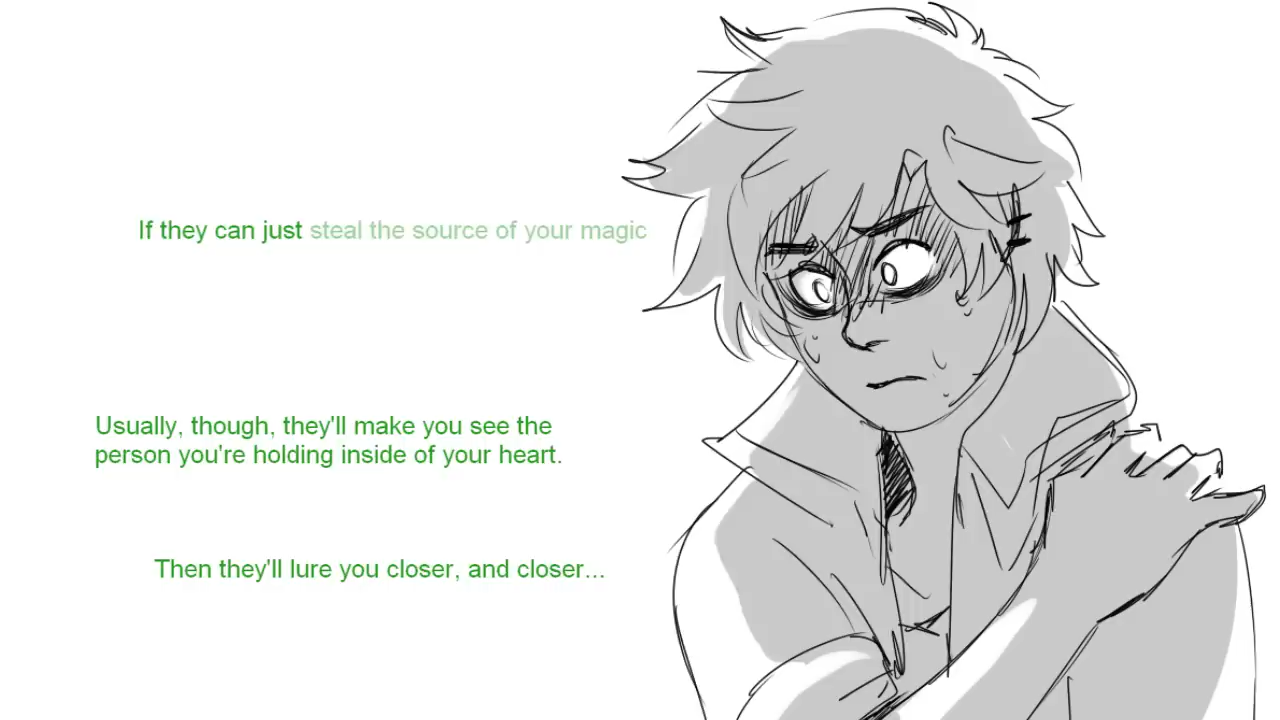 If they can just steal the source of your magic
Usually, though, they'll make you see the
person you're holding inside of your heart.
Then they'll lure you closer, and closer...